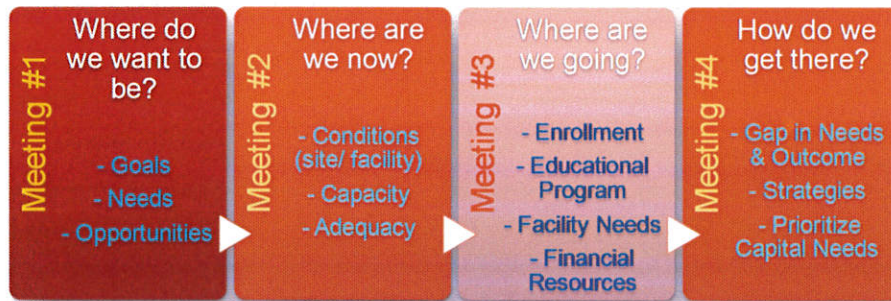 Meeting #1
Where do
we want to
be?
- Goals
- Needs
- Opportunities
Meeting #2
Where are
we now?
- Conditions
(site/ facility)
- Capacity
- Adequacy
Meeting #3
Where are
we going?
- Enrollment
- Educational
Program
- Facility Needs
- Financial
Resources
Meeting #4
How do we
get there?
- Gap in Needs
& Outcome
- Strategies
- Prioritize
Capital Needs